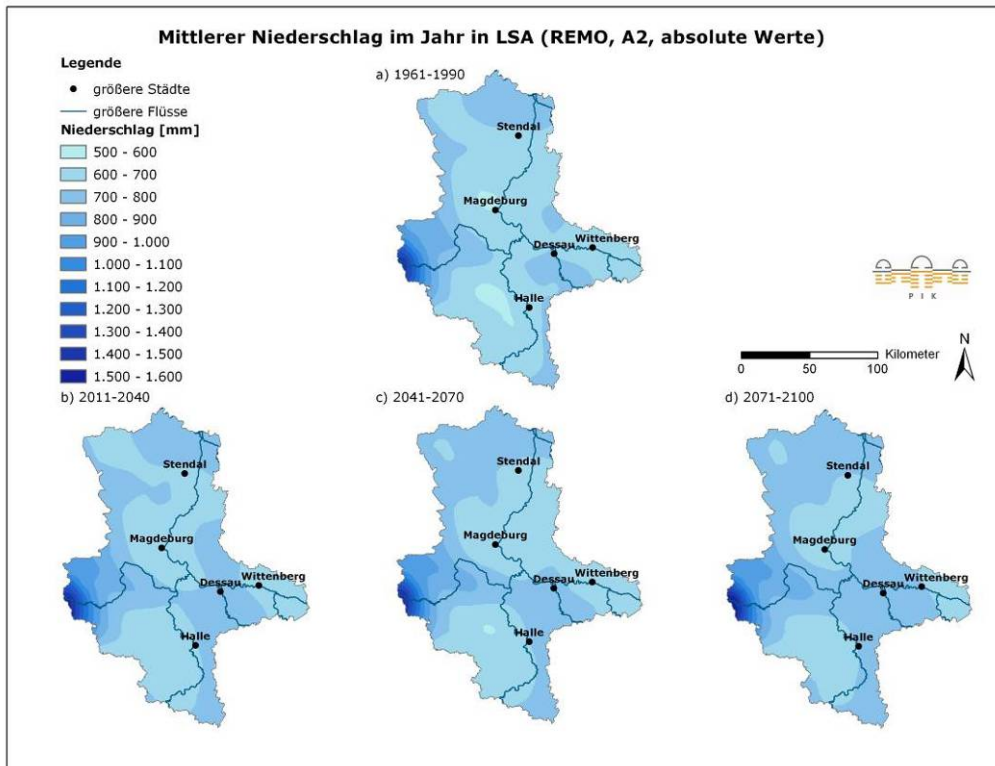 Mittlerer Niederschlag im Jahr in LSA (REMO, A2, absolute Werte)
Legende
größere Städte
größere Flüsse
Niederschlag [mm]
500 - 600
600 - 700
700 - 800
800 - 900
900 - 1.000
1.000 - 1.100
1.100 - 1.200
1.200 - 1.300
1.300 - 1.400
1.400 - 1.500
1.500 - 1.600
a) 1961-1990
Stendal
Magdeburg
Dessau
Wittenberg
Halle
P I K
Kilometer
0 50 100
N
b) 2011-2040
Stendal
Magdeburg
Dessau
Wittenberg
Halle
c) 2041-2070
Stendal
Magdeburg
Dessau
Wittenberg
Halle
d) 2071-2100
Stendal
Magdeburg
Dessau
Wittenberg
Halle